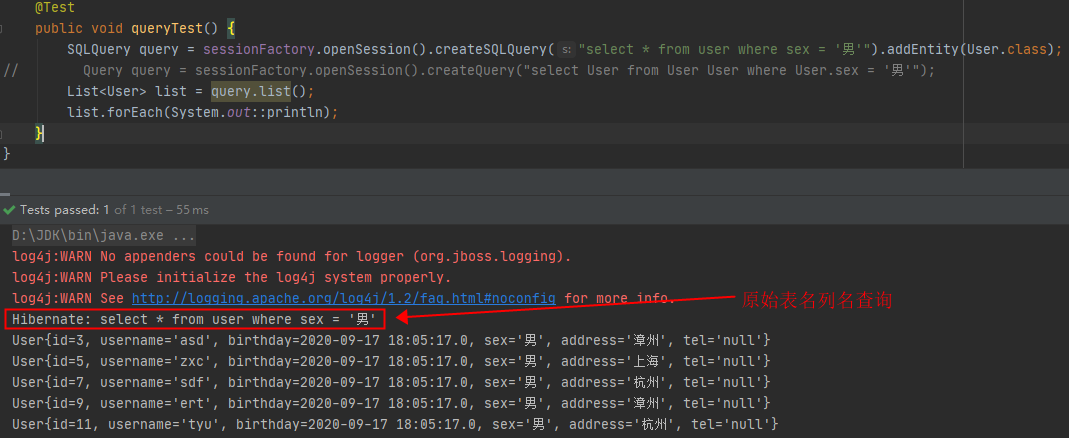 @Test
public void queryTest() {
SQLQuery query = sessionFactory.openSession().createSQLQuery( s: "select * from user where sex = '男'").addEntity(User.class);
// Query query = sessionFactory.openSession().createQuery("select User from User User where User.sex = '男'");
List<User> list = query.list();
list.forEach(System.out::println);
}
}
Tests passed: 1 of 1 test – 55 ms
D:\JDK\bin\java.exe ...
log4j:WARN No appenders could be found for logger (org.jboss.logging).
log4j:WARN Please initialize the log4j system properly.
log4j:WARN See http://logging.apache.org/log4j/1.2/faq.html#noconfig for more info.
原始表名列名查询
Hibernate: select * from user where sex = '男'
User{id=3, username='asd', birthday=2020-09-17 18:05:17.0, sex='男', address='漳州', tel='null'}
User{id=5, username='zxc', birthday=2020-09-17 18:05:17.0, sex='男', address='上海', tel='null'}
User{id=7, username='sdf', birthday=2020-09-17 18:05:17.0, sex='男', address='杭州', tel='null'}
User{id=9, username='ert', birthday=2020-09-17 18:05:17.0, sex='男', address='漳州', tel='null'}
User{id=11, username='tyu', birthday=2020-09-17 18:05:17.0, sex='男', address='杭州', tel='null'}